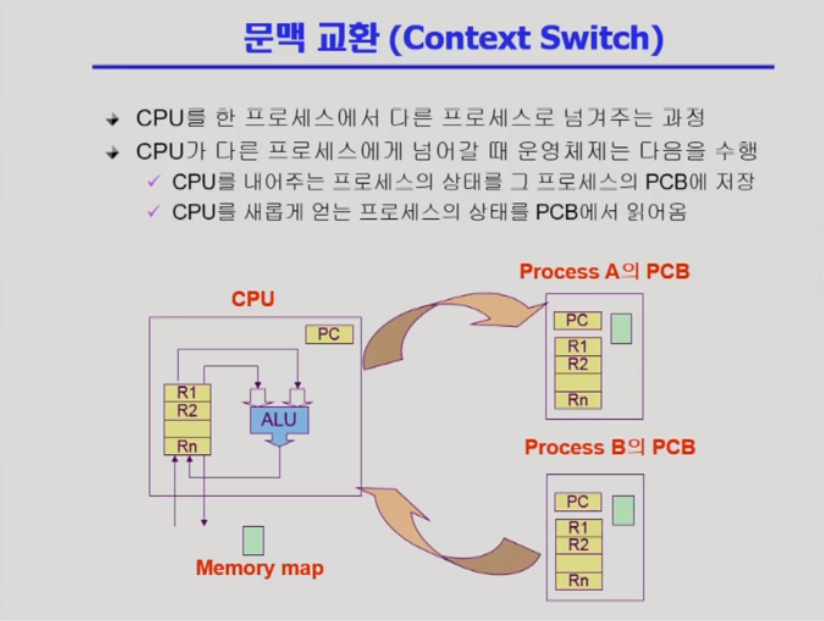 문맥 교환 (Context Switch)
CPU를 한 프로세스에서 다른 프로세스로 넘겨주는 과정
CPU가 다른 프로세스에게 넘어갈 때 운영체제는 다음을 수행
CPU를 내어주는 프로세스의 상태를 그 프로세스의 PCB에 저장
CPU를 새롭게 얻는 프로세스의 상태를 PCB에서 읽어옴
CPU
PC
R1
R2
Rn
ALU
Memory map
Process A의 PCB
PC
R1
R2
Rn
Process B의 PCB
PC
R1
R2
Rn